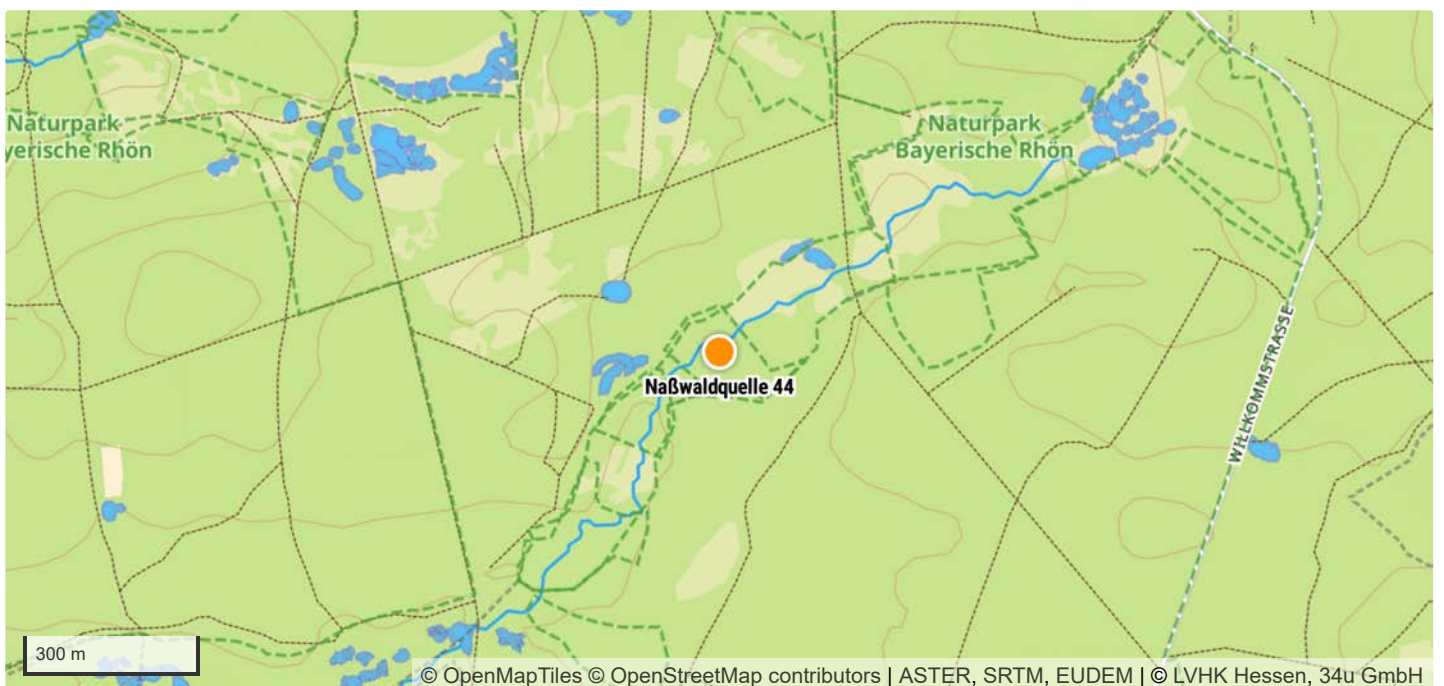 Naturpark
yerische Rhön
Naturpark
Bayerische Rhön
Naßwaldquelle 44
WILLKOMMSTRASSE
300 m
© OpenMapTiles © OpenStreetMap contributors | ASTER, SRTM, EUDEM | © LVHK Hessen, 34u GmbH